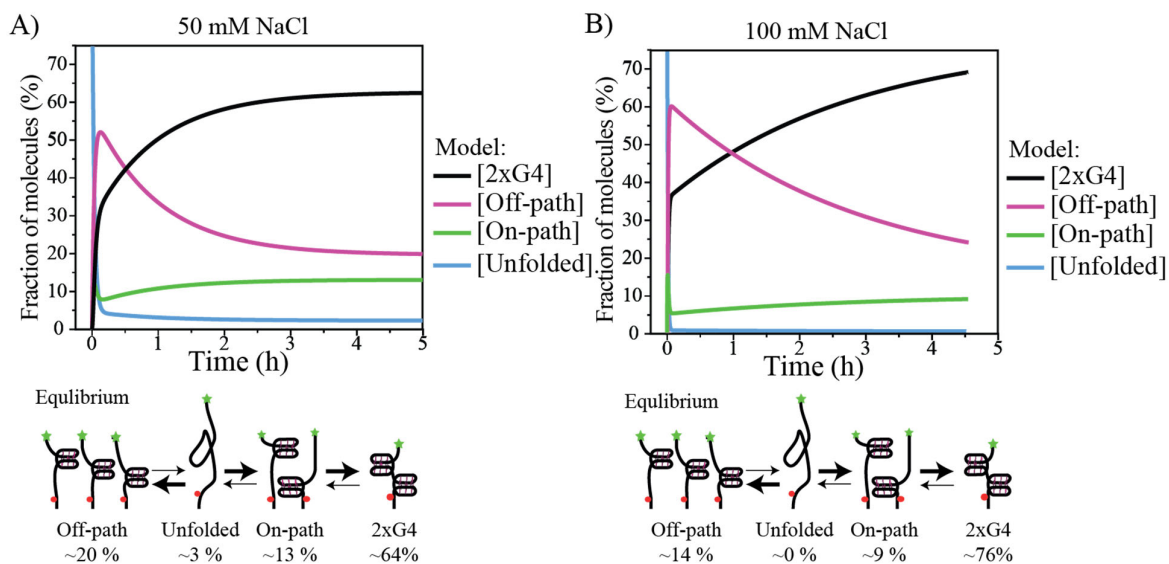 A)
50 mM NaCl
Fraction of molecules (%)
70
60
50
40
30
20
10
0
0 1 2 3 4 5
Time (h)
Model:
[2xG4]
[Off-path]
[On-path]
[Unfolded]
Equlibrium
Off-path Unfolded On-path 2xG4
~20 % ~3 % ~13 % ~64%
B)
100 mM NaCl
Fraction of molecules (%)
70
60
50
40
30
20
10
0
0 1 2 3 4 5
Time (h)
Model:
[2xG4]
[Off-path]
[On-path]
[Unfolded]
Equlibrium
Off-path Unfolded On-path 2xG4
~14 % ~0 % ~9 % ~76%